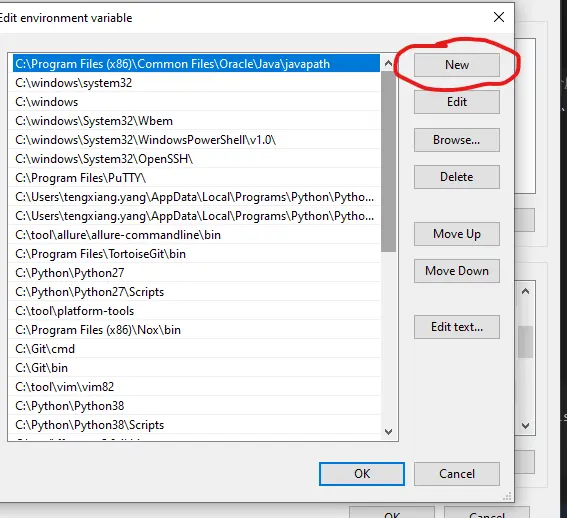 Edit environment variable
C:\Program Files (x86)\Common Files\Oracle\Java\javapath
New
C:\windows\system32
C:\windows
Edit
C:\windows\System32\Wbem
C:\windows\System32\WindowsPowerShell\v1.0\
Browse...
C:\windows\System32\OpenSSH\
C:\Program Files\PuTTY\
Delete
C:\Users\tengxiang.yang\AppData\Local\Programs\Python\Pytho...
C:\Users\tengxiang.yang\AppData\Local\Programs\Python\Pytho...
C:\tool\allure\allure-commandline\bin
Move Up
C:\Program Files\TortoiseGit\bin
C:\Python\Python27
Move Down
C:\Python\Python27\Scripts
C:\tool\platform-tools
C:\Program Files (x86)\Nox\bin
Edit text...
C:\Git\cmd
C:\Git\bin
C:\tool\vim\vim82
C:\Python\Python38
C:\Python\Python38\Scripts
OK
Cancel
OK
Cancel